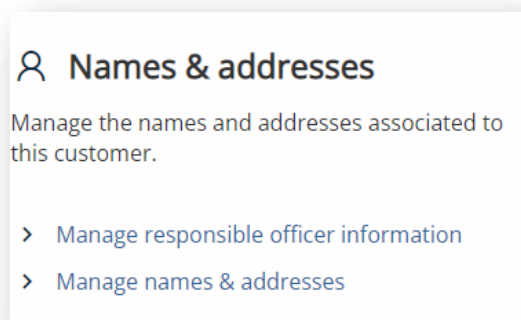 Names & addresses
Manage the names and addresses associated to
this customer.
Manage responsible officer information
Manage names & addresses